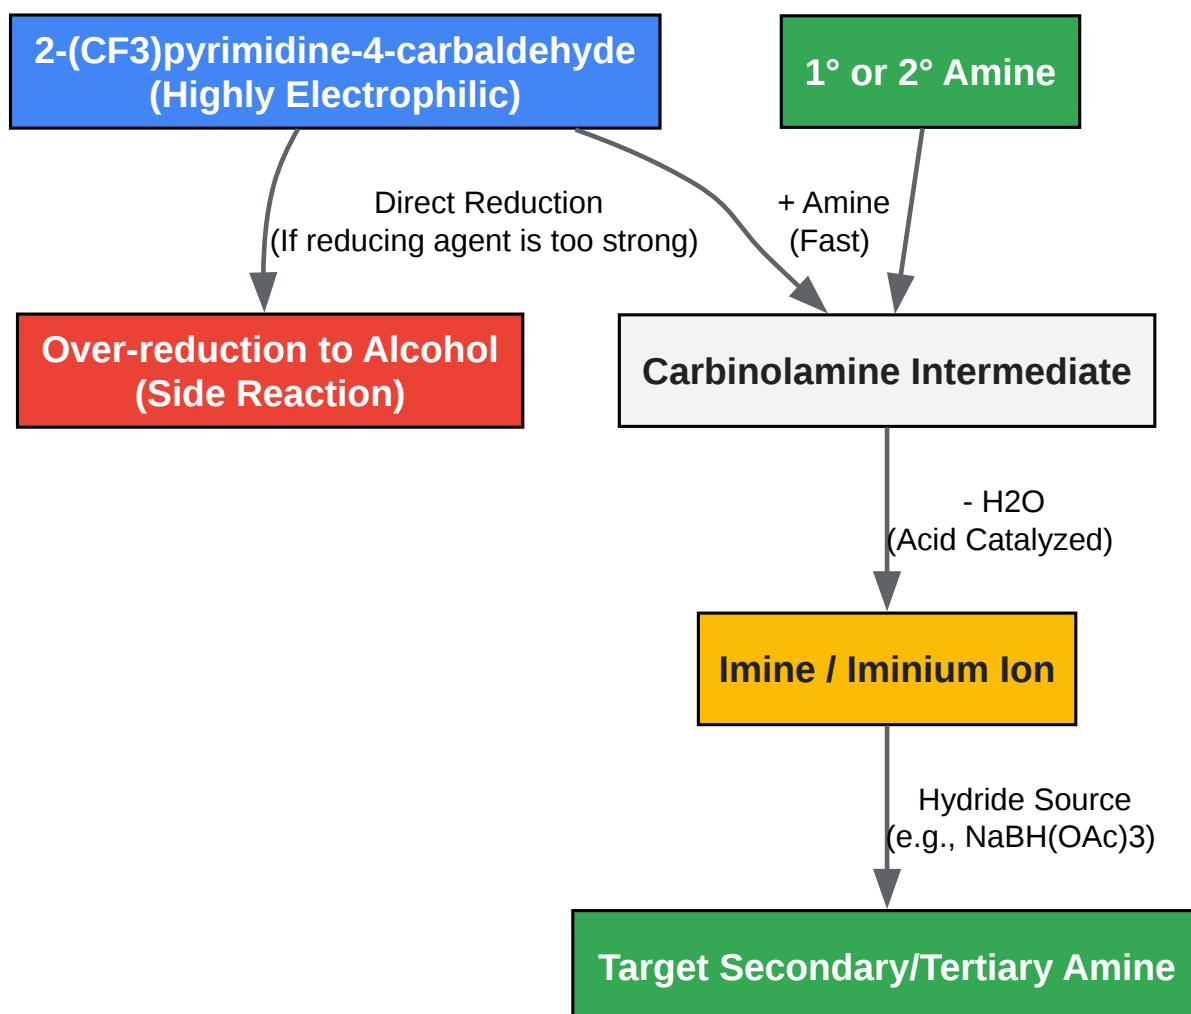 2-(CF3)pyrimidine-4-carbaldehyde
(Highly Electrophilic)
1° or 2° Amine
Direct Reduction
(If reducing agent is too strong)
+ Amine
(Fast)
Over-reduction to Alcohol
(Side Reaction)
Carbinolamine Intermediate
- H2O
(Acid Catalyzed)
Imine / Iminium Ion
Hydride Source
(e.g., NaBH(OAc)3)
Target Secondary/Tertiary Amine